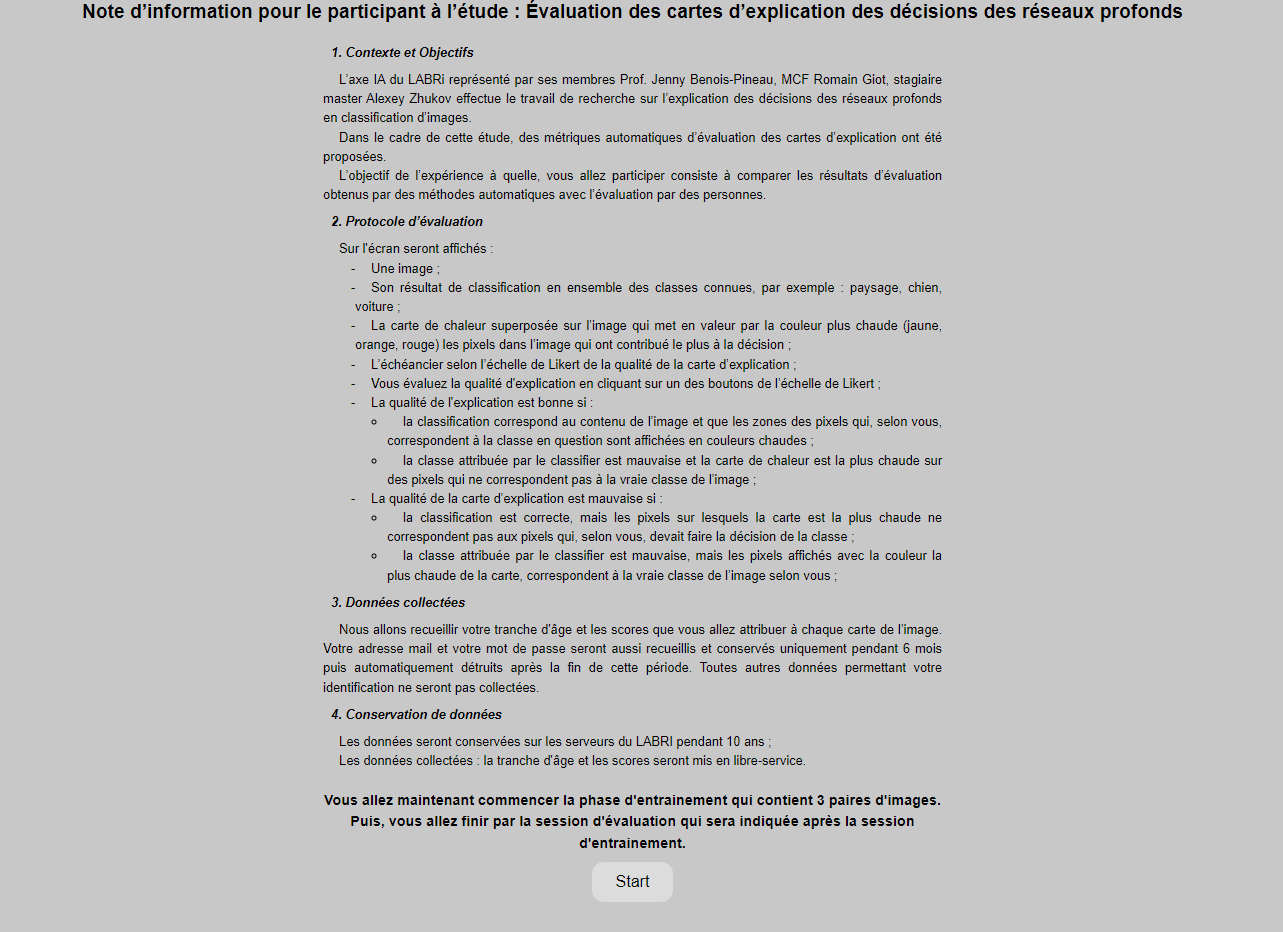 Note d’information pour le participant à l’étude : Évaluation des cartes d’explication des décisions des réseaux profonds
1. Contexte et Objectifs
L’axe IA du LABRi représenté par ses membres Prof. Jenny Benois-Pineau, MCF Romain Giot, stagiaire
master Alexey Zhukov effectue le travail de recherche sur l’explication des décisions des réseaux profonds
en classification d’images.
Dans le cadre de cette étude, des métriques automatiques d’évaluation des cartes d’explication ont été
proposées.
L’objectif de l’expérience à quelle, vous allez participer consiste à comparer les résultats d’évaluation
obtenus par des méthodes automatiques avec l’évaluation par des personnes.
2. Protocole d’évaluation
Sur l'écran seront affichés :
- Une image ;
- Son résultat de classification en ensemble des classes connues, par exemple : paysage, chien,
voiture ;
- La carte de chaleur superposée sur l’image qui met en valeur par la couleur plus chaude (jaune,
orange, rouge) les pixels dans l’image qui ont contribué le plus à la décision ;
- L’échéancier selon l’échelle de Likert de la qualité de la carte d’explication ;
- Vous évaluez la qualité d’explication en cliquant sur un des boutons de l’échelle de Likert ;
- La qualité de l'explication est bonne si :
o la classification correspond au contenu de l’image et que les zones des pixels qui, selon vous,
correspondent à la classe en question sont affichées en couleurs chaudes ;
o la classe attribuée par le classifier est mauvaise et la carte de chaleur est la plus chaude sur
des pixels qui ne correspondent pas à la vraie classe de l’image ;
- La qualité de la carte d’explication est mauvaise si :
o la classification est correcte, mais les pixels sur lesquels la carte est la plus chaude ne
correspondent pas aux pixels qui, selon vous, devait faire la décision de la classe ;
o la classe attribuée par le classifier est mauvaise, mais les pixels affichés avec la couleur la
plus chaude de la carte, correspondent à la vraie classe de l’image selon vous ;
3. Données collectées
Nous allons recueillir votre tranche d'âge et les scores que vous allez attribuer à chaque carte de l’image.
Votre adresse mail et votre mot de passe seront aussi recueillis et conservés uniquement pendant 6 mois
puis automatiquement détruits après la fin de cette période. Toutes autres données permettant votre
identification ne seront pas collectées.
4. Conservation de données
Les données seront conservées sur les serveurs du LABRI pendant 10 ans ;
Les données collectées : la tranche d'âge et les scores seront mis en libre-service.
Vous allez maintenant commencer la phase d'entrainement qui contient 3 paires d'images.
Puis, vous allez finir par la session d'évaluation qui sera indiquée après la session
d'entrainement.
Start